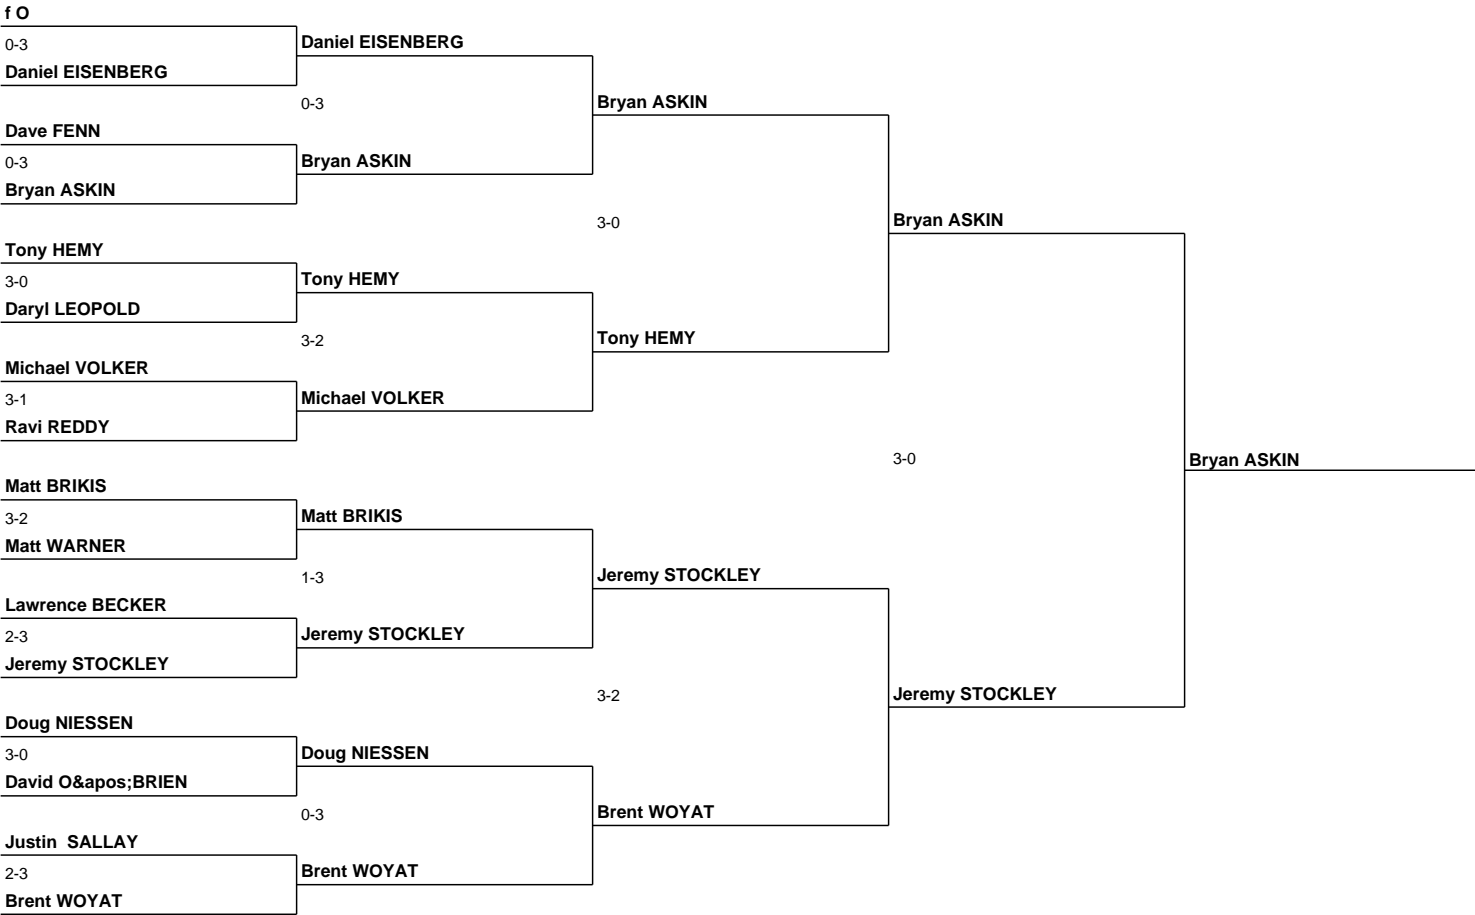 f O
0-3
Daniel EISENBERG
Dave FENN
0-3
Bryan ASKIN
Tony HEMY
3-0
Daryl LEOPOLD
Michael VOLKER
3-1
Ravi REDDY
Matt BRIKIS
3-2
Matt WARNER
Lawrence BECKER
2-3
Jeremy STOCKLEY
Doug NIESSEN
3-0
David O&amp;apos;BRIEN
Justin  SALLAY
2-3
Brent WOYAT
Daniel EISENBERG
0-3
Bryan ASKIN
Tony HEMY
3-2
Michael VOLKER
Matt BRIKIS
1-3
Jeremy STOCKLEY
Doug NIESSEN
0-3
Brent WOYAT
Bryan ASKIN
3-0
Tony HEMY
Jeremy STOCKLEY
3-2
Brent WOYAT
Bryan ASKIN
3-0
Jeremy STOCKLEY
Bryan ASKIN